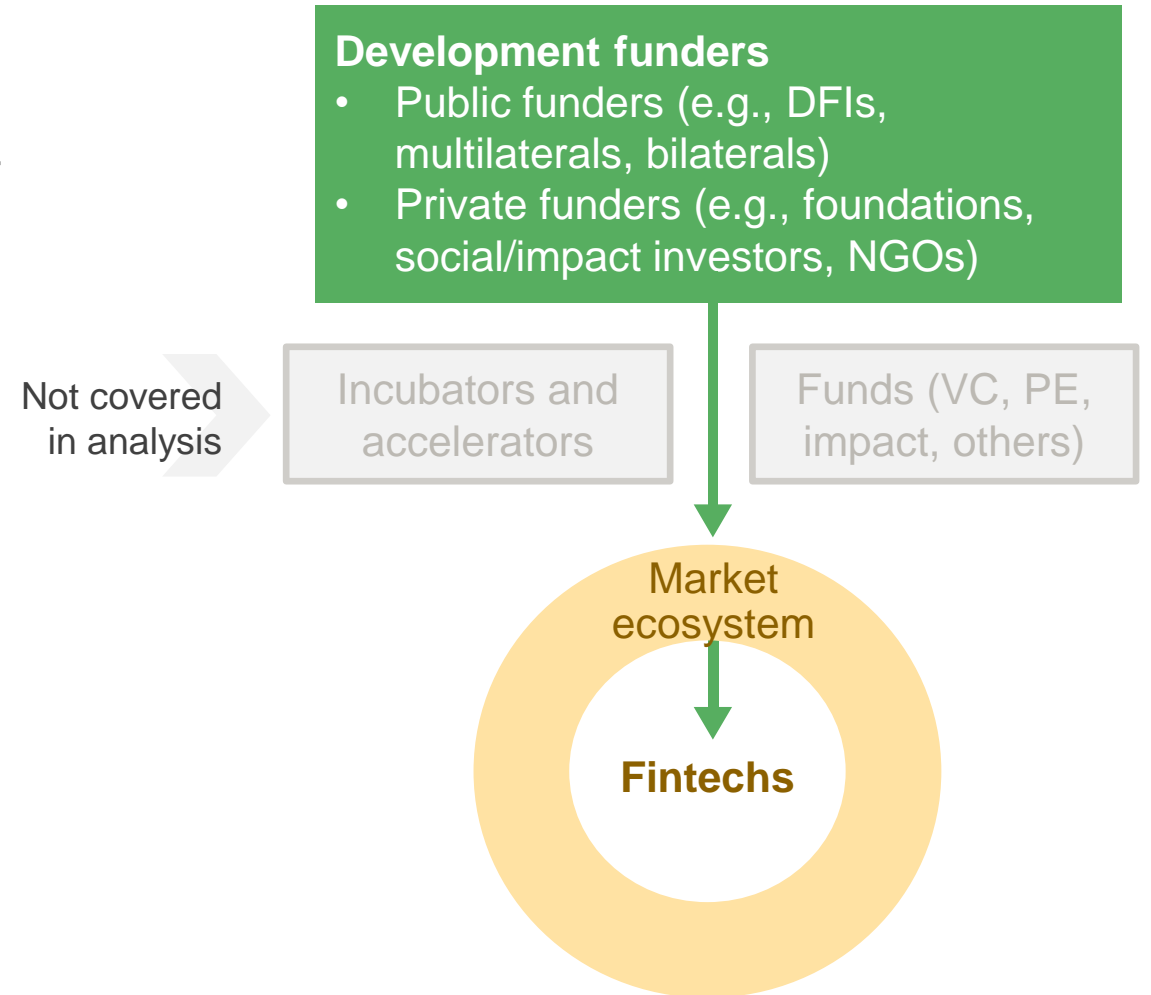 Development funders
• Public funders (e.g., DFIs,
multilaterals, bilaterals)
• Private funders (e.g., foundations,
social/impact investors, NGOs)
Not covered
in analysis
Incubators and
accelerators
Funds (VC, PE,
impact, others)
Market
ecosystem
Fintechs